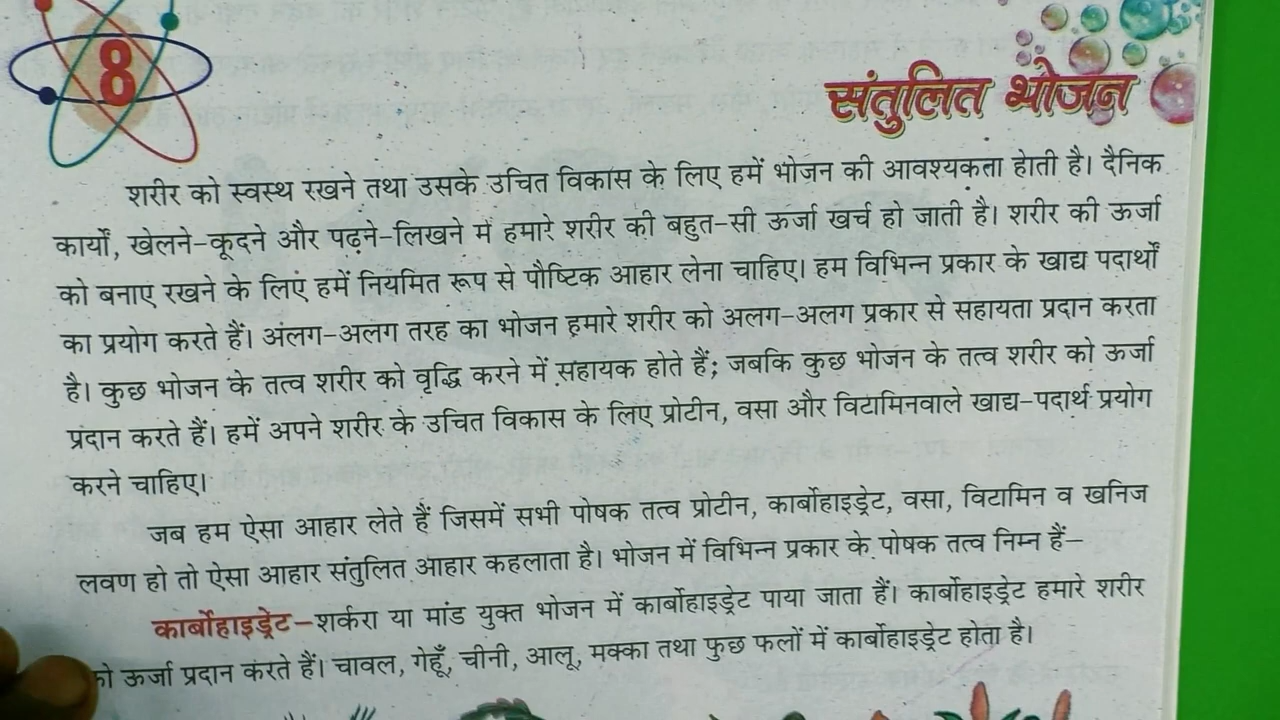 8
संतुलित भोजन
शरीर को स्वस्थ रखने तथा उसके उचित विकास के लिए हमें भोजन की आवश्यकता होती है। दैनिक
कार्यों, खेलने-कूदने और पढ़ने-लिखने में हमारे शरीर की बहुत-सी ऊर्जा खर्च हो जाती है। शरीर की ऊर्जा
को बनाए रखने के लिएं हमें नियमित रूप से पौष्टिक आहार लेना चाहिए। हम विभिन्न प्रकार के खाद्य पदार्थों
का प्रयोग करते हैं। अंलग-अलग तरह का भोजन हमारे शरीर को अलग-अलग प्रकार से सहायता प्रदान करता
है। कुछ भोजन के तत्व शरीर को वृद्धि करने में सहायक होते हैं; जबकि कुछ भोजन के तत्व शरीर को ऊर्जा
प्रदान करते हैं। हमें अपने शरीर के उचित विकास के लिए प्रोटीन, वसा और विटामिनवाले खाद्य-पदार्थ प्रयोग
करने चाहिए।
जब हम ऐसा आहार लेते हैं जिसमें सभी पोषक तत्व प्रोटीन, कार्बोहाइड्रेट, वसा, विटामिन व खनिज
लवण हो तो ऐसा आहार संतुलित आहार कहलाता है। भोजन में विभिन्न प्रकार के पोषक तत्व निम्न हैं-
कार्बोहाइड्रेट-शर्करा या मांड युक्त भोजन में कार्बोहाइड्रेट पाया जाता हैं। कार्बोहाइड्रेट हमारे शरीर
को ऊर्जा प्रदान करते हैं। चावल, गेहूँ, चीनी, आलू, मक्का तथा फुछ फलों में कार्बोहाइड्रेट होता है।